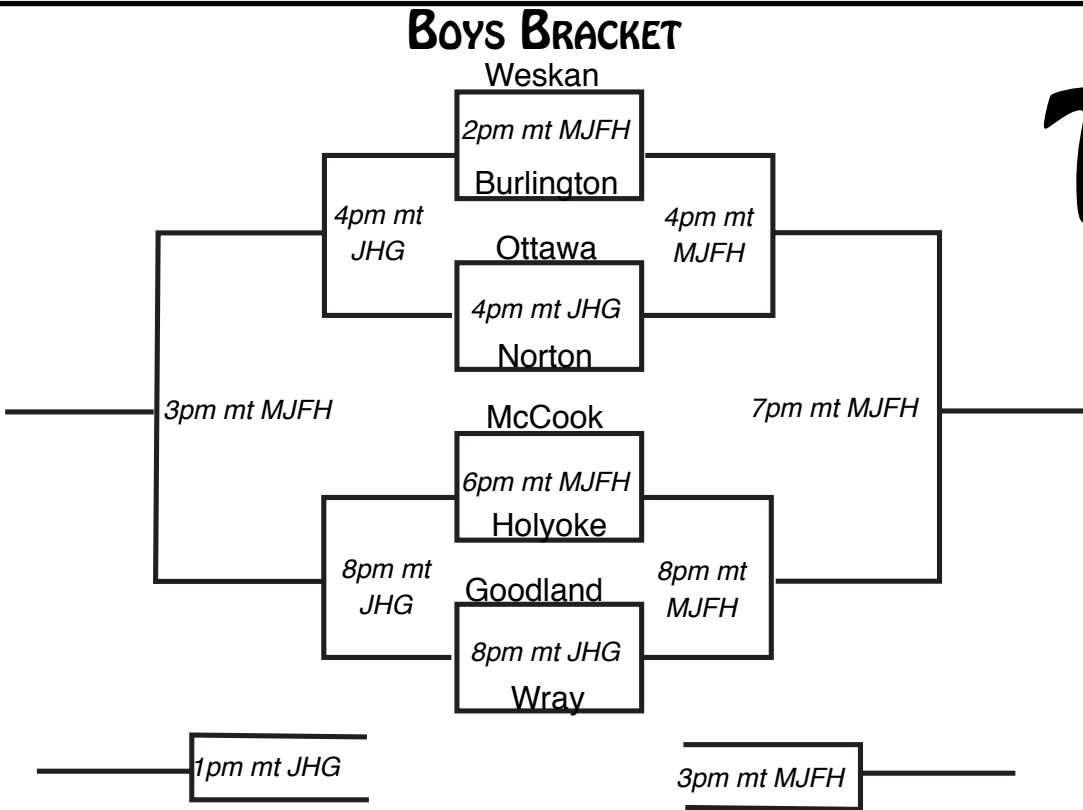 Boys Bracket
Weskan
2pm mt MJFH
Burlington
4pm mt
JHG
4pm mt
MJFH
Ottawa
4pm mt JHG
Norton
3pm mt MJFH
7pm mt MJFH
McCook
6pm mt MJFH
Holyoke
8pm mt
JHG
8pm mt
MJFH
Goodland
8pm mt JHG
Wray
1pm mt JHG
3pm mt MJFH